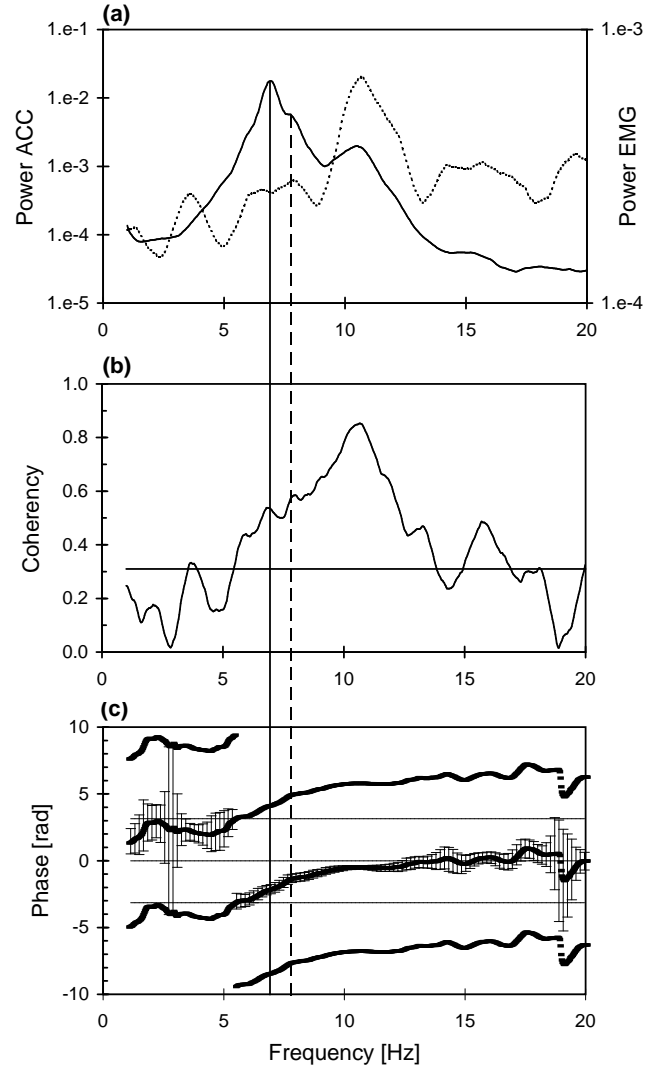 (a)
1.e-1
1.e-2
1.e-3
1.e-4
1.e-5
Power ACC
1.e-3
1.e-4
Power EMG
0 5 10 15 20
(b)
1.0
0.8
0.6
0.4
0.2
0.0
Coherency
0 5 10 15 20
(c)
10
5
0
-5
-10
Phase [rad]
0 5 10 15 20
Frequency [Hz]